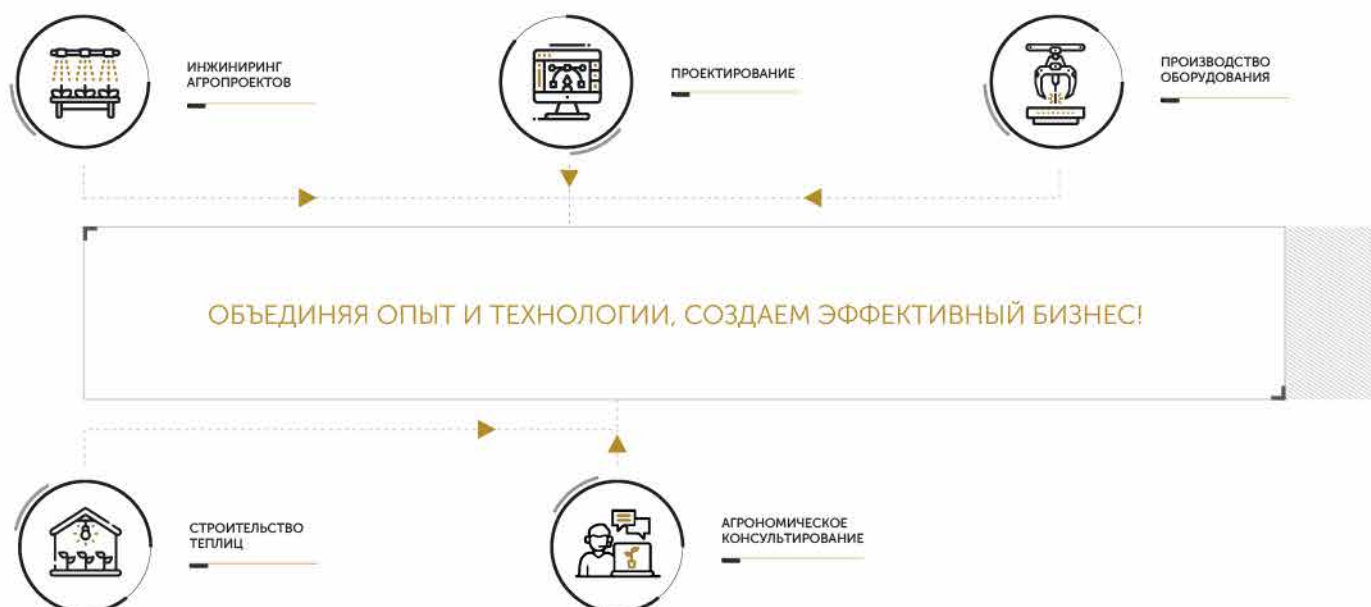 ИНЖИНИРИНГ
АГРОПРОЕКТОВ
ПРОЕКТИРОВАНИЕ
ПРОИЗВОДСТВО
ОБОРУДОВАНИЯ
ОБЪЕДИНЯЯ ОПЫТ И ТЕХНОЛОГИИ, СОЗДАЕМ ЭФФЕКТИВНЫЙ БИЗНЕС!
СТРОИТЕЛЬСТВО
ТЕПЛИЦ
АГРОНОМИЧЕСКОЕ
КОНСУЛЬТИРОВАНИЕ